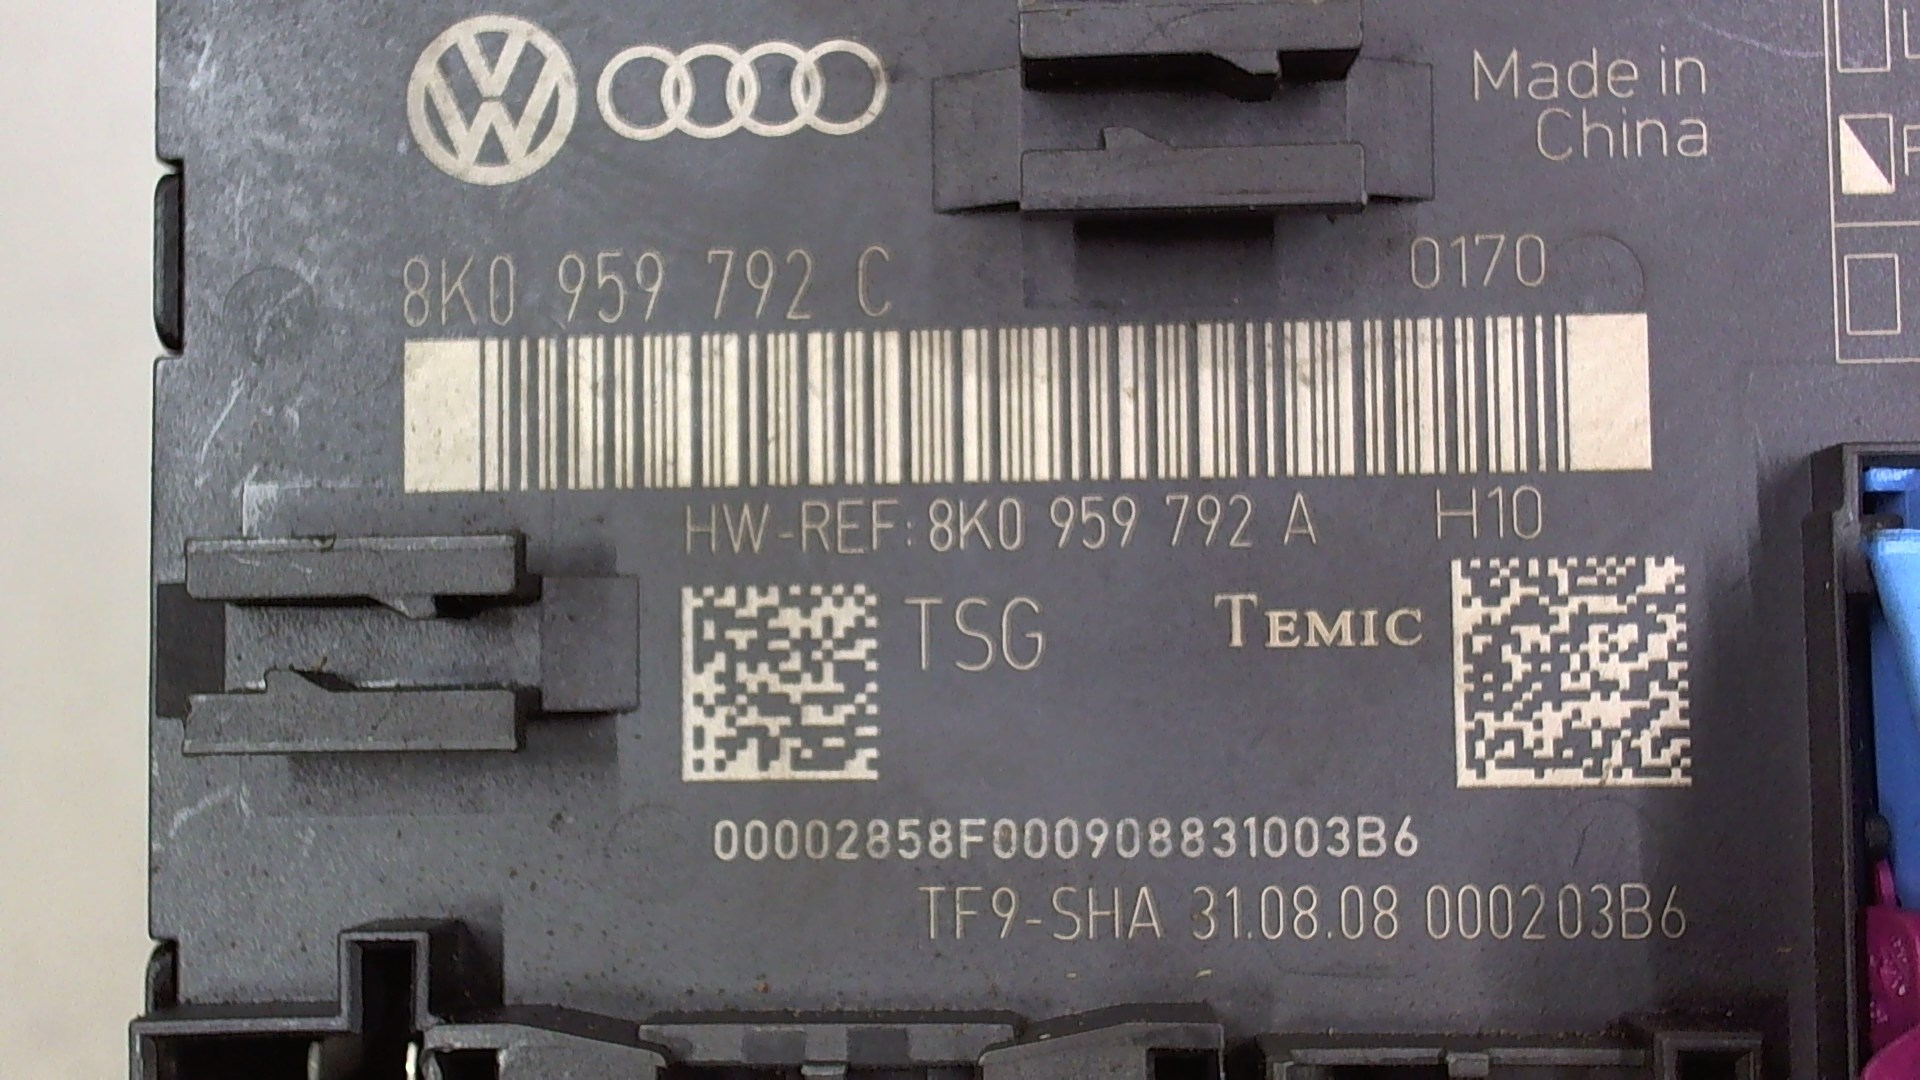 Made in
China
8K0 959 792 C 0170
HW-REF: 8K0 959 792 A H10
TSG TEMIC
00002858F000908831003B6
TF9-SHA 31.08.08 000203B6